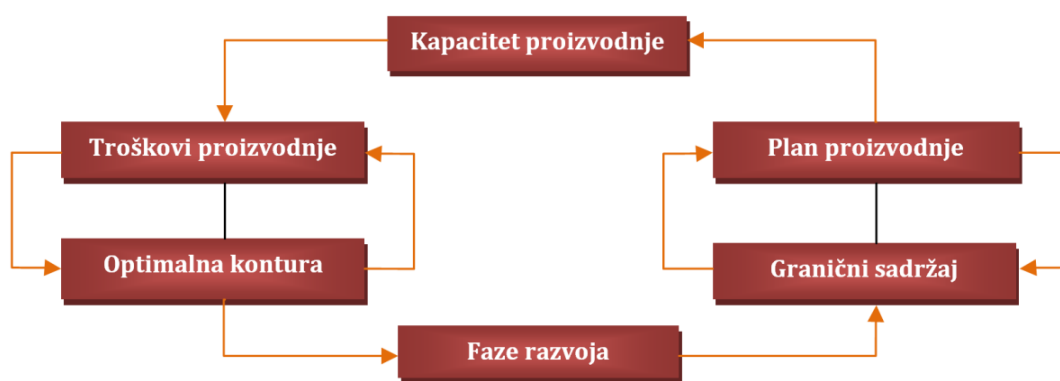 Kapacitet proizvodnje
Troškovi proizvodnje
Plan proizvodnje
Optimalna kontura
Granični sadržaj
Faze razvoja